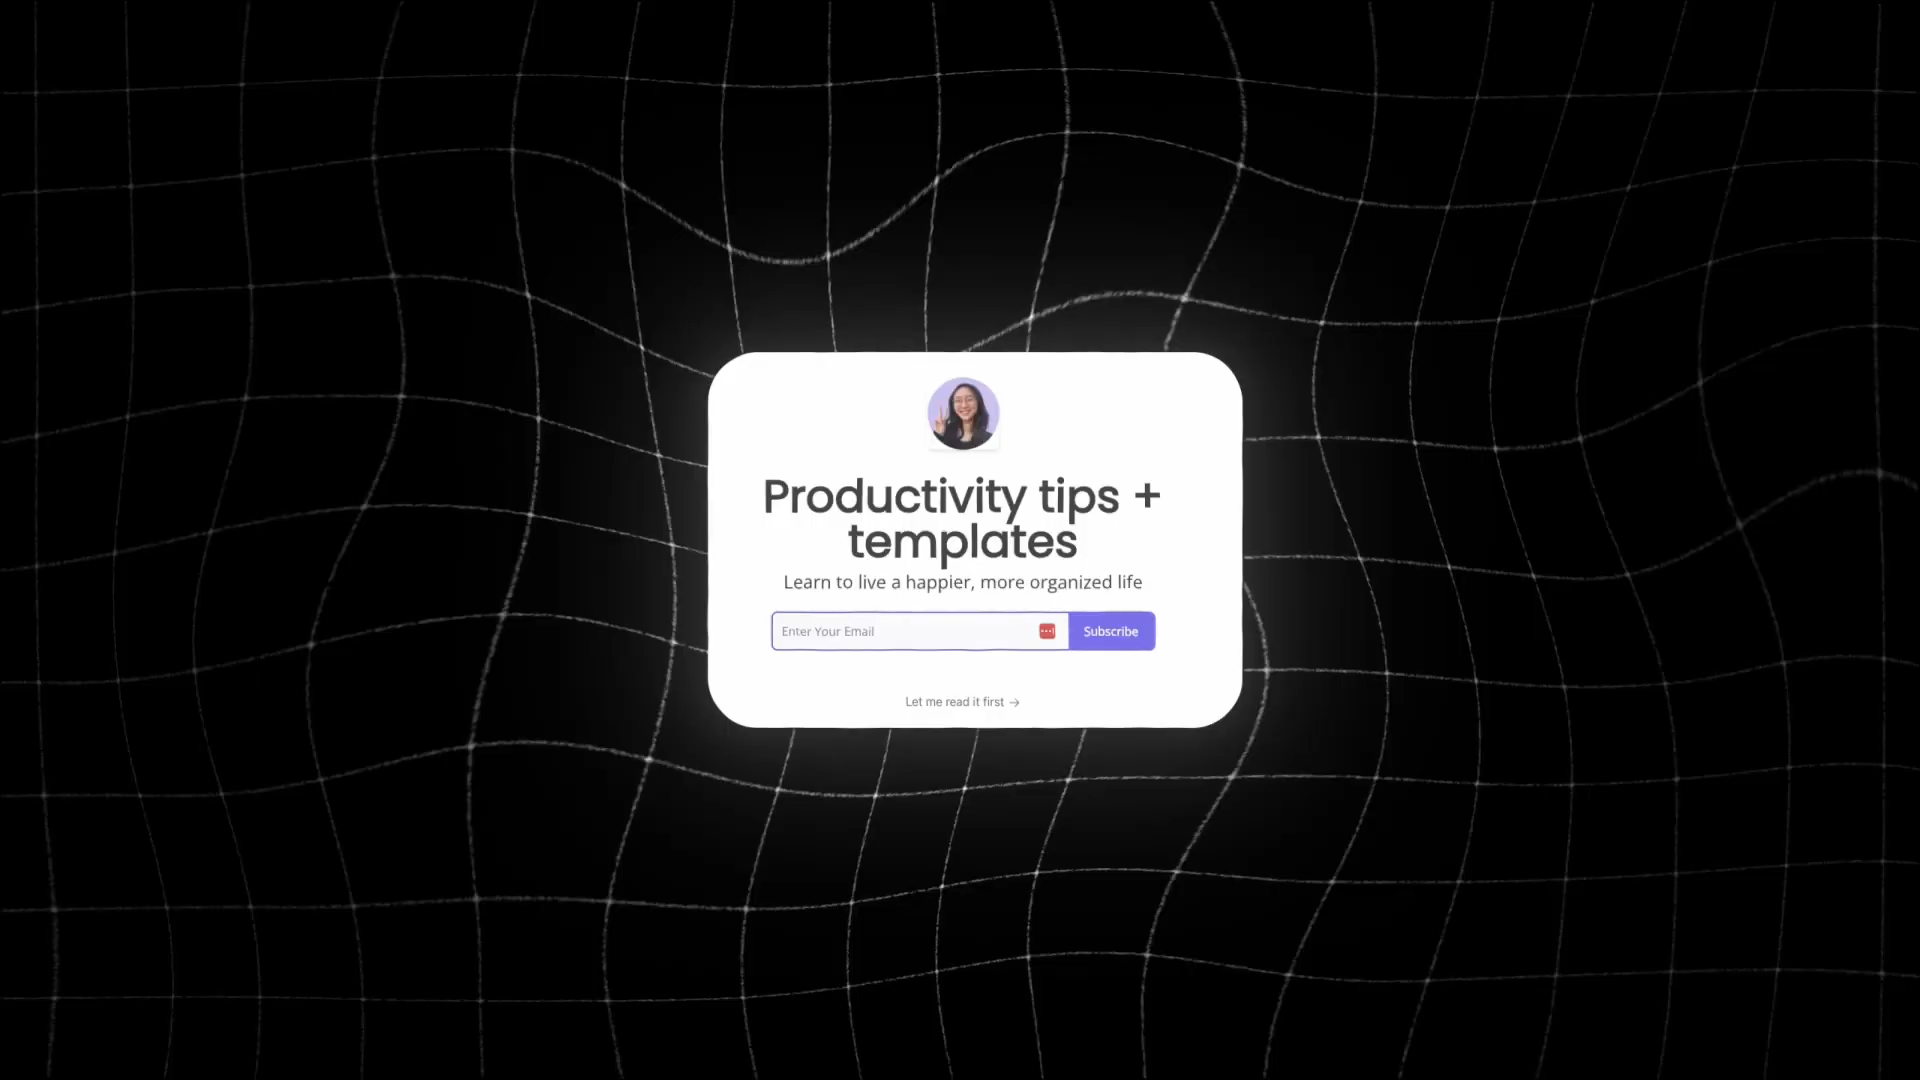 Productivity tips +
templates
Learn to live a happier, more organized life
Enter Your Email
Subscribe
Let me read it first →